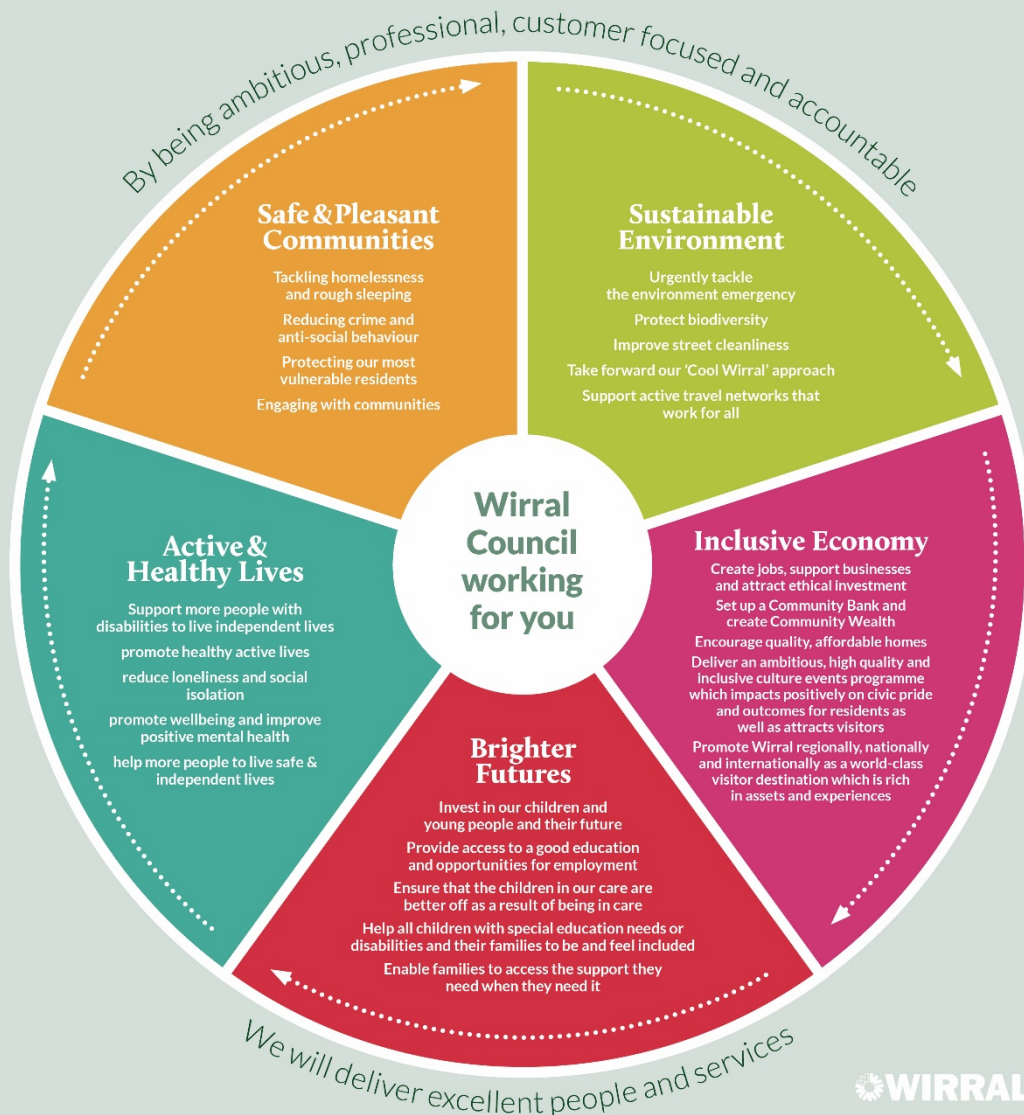 By being ambitious, professional, customer focused and accountable
Safe & Pleasant
Communities
Tackling homelessness
and rough sleeping
Reducing crime and
anti-social behaviour
Protecting our most
vulnerable residents
Engaging with communities
Sustainable
Environment
Urgently tackle
the environment emergency
Protect biodiversity
Improve street cleanliness
Take forward our 'Cool Wirral' approach
Support active travel networks that
work for all
Wirral
Council
working
for you
Inclusive Economy
Create jobs, support businesses
and attract ethical investment
Set up a Community Bank and
create Community Wealth
Encourage quality, affordable homes
Deliver an ambitious, high quality and
inclusive culture events programme
which impacts positively on civic pride
and outcomes for residents as
well as attracts visitors
Promote Wirral regionally, nationally
and internationally as a world-class
visitor destination which is rich
in assets and experiences
Brighter
Futures
Invest in our children and
young people and their future
Provide access to a good education
and opportunities for employment
Ensure that the children in our care are
better off as a result of being in care
Help all children with special education needs or
disabilities and their families to be and feel included
Enable families to access the support they
need when they need it
Active &
Healthy Lives
Support more people with
disabilities to live independent lives
promote healthy active lives
reduce loneliness and social
isolation
promote wellbeing and improve
positive mental health
help more people to live safe &
independent lives
We will deliver excellent people and services
WIRRAL